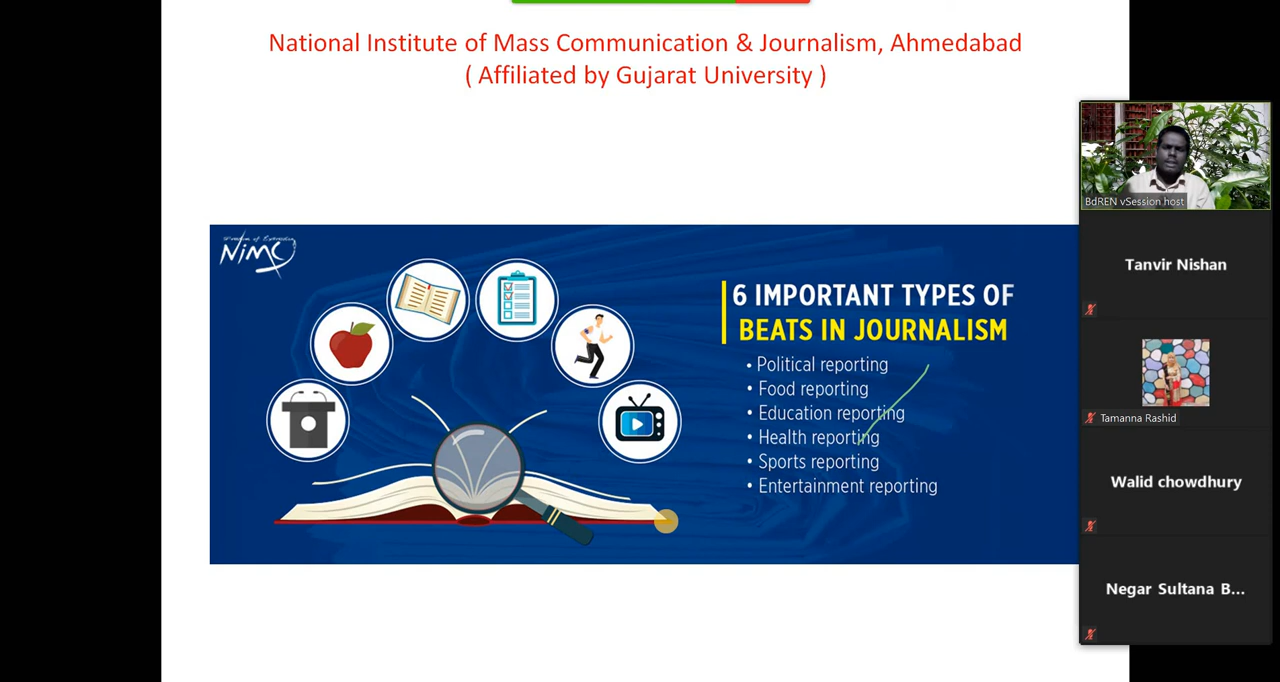 National Institute of Mass Communication & Journalism, Ahmedabad
( Affiliated by Gujarat University )
NiMCJ
6 IMPORTANT TYPES OF
BEATS IN JOURNALISM
• Political reporting
• Food reporting
• Education reporting
• Health reporting
• Sports reporting
• Entertainment reporting
BdREN vSession host
Tanvir Nishan
Tamanna Rashid
Walid chowdhury
Negar Sultana B...